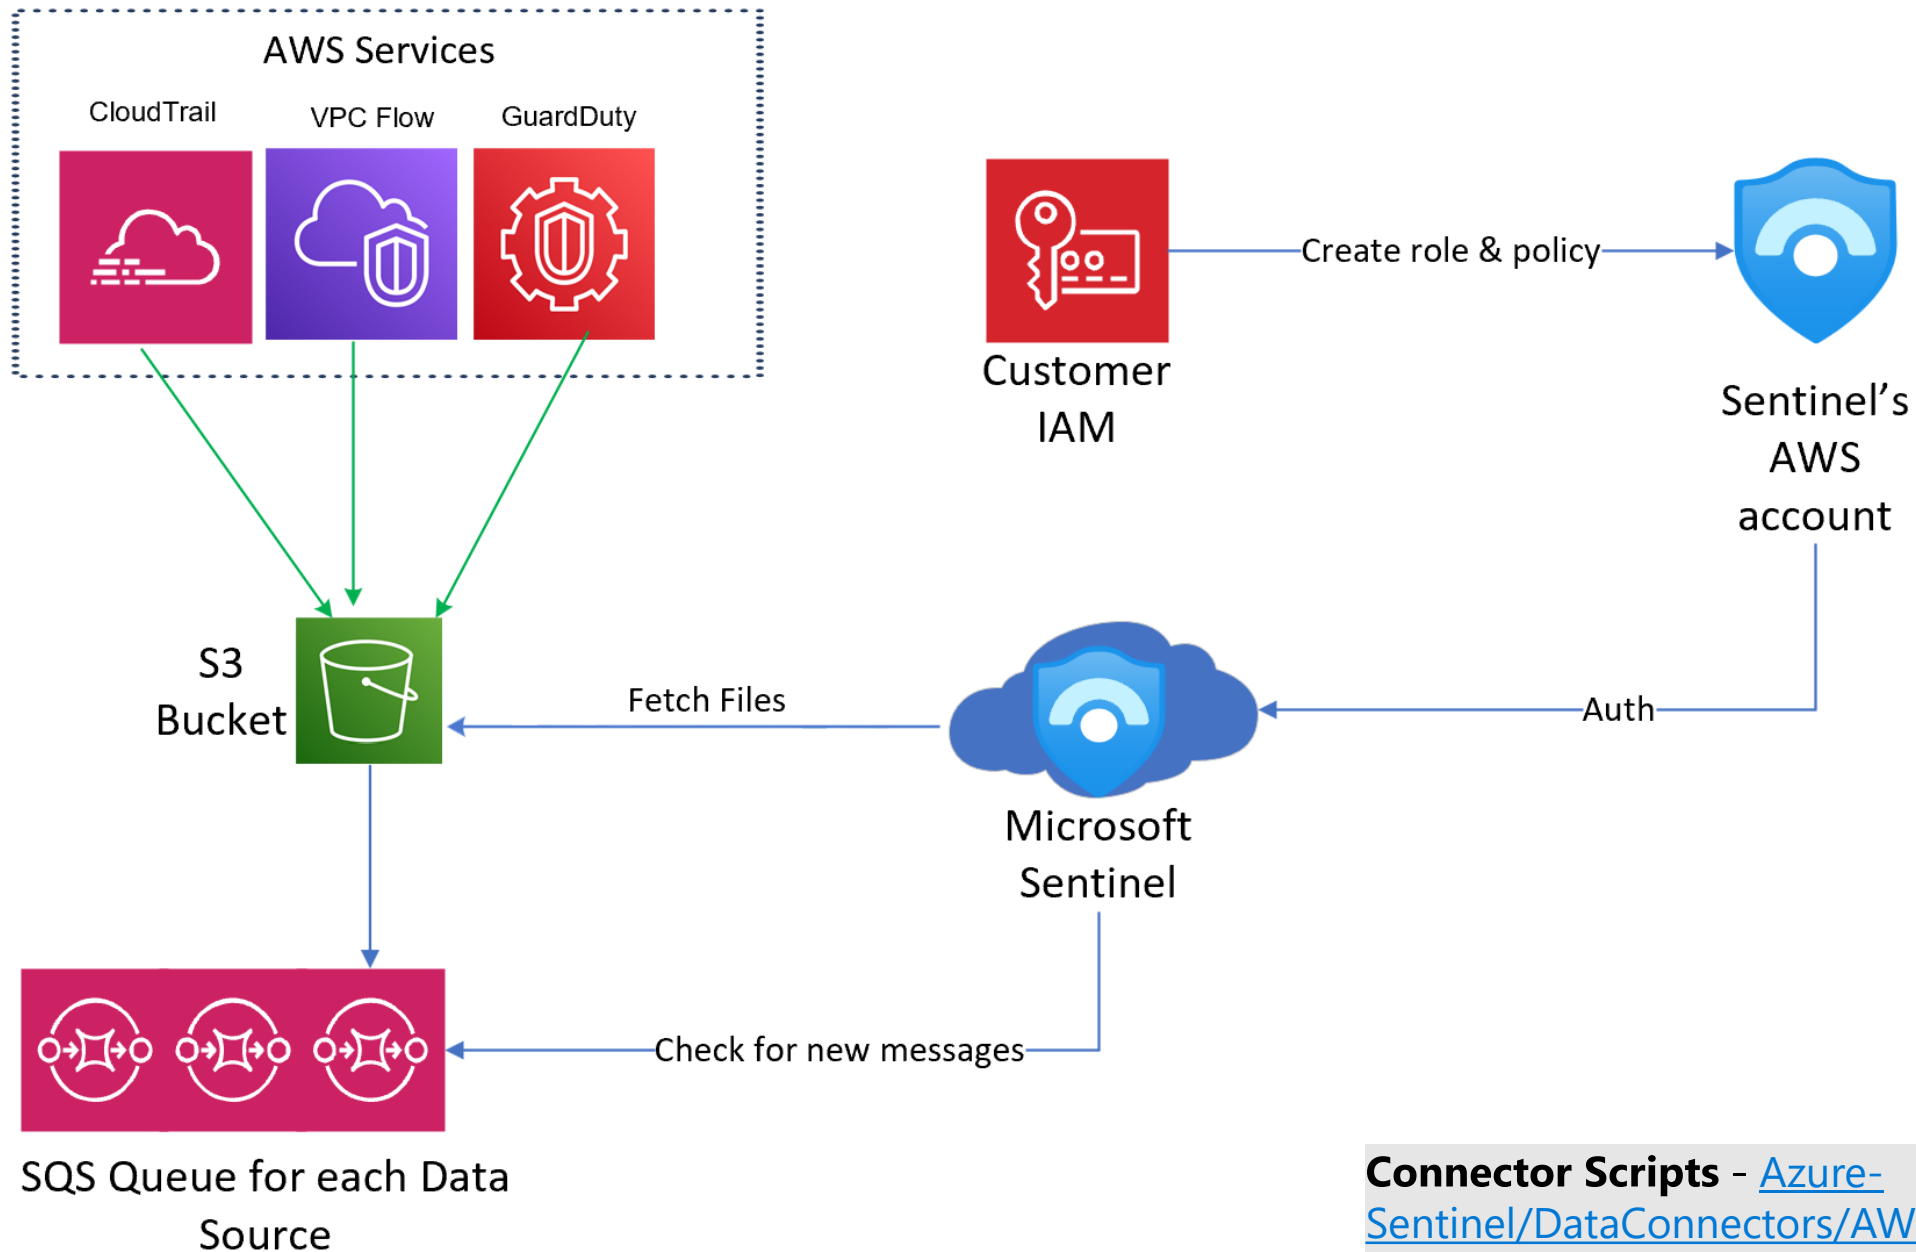 AWS Services
CloudTrail
VPC Flow
GuardDuty
Customer
IAM
Create role & policy
Sentinel’s
AWS
account
S3
Bucket
Fetch Files
Microsoft
Sentinel
Auth
Check for new messages
SQS Queue for each Data
Source
Connector Scripts - Azure-
Sentinel/DataConnectors/AW